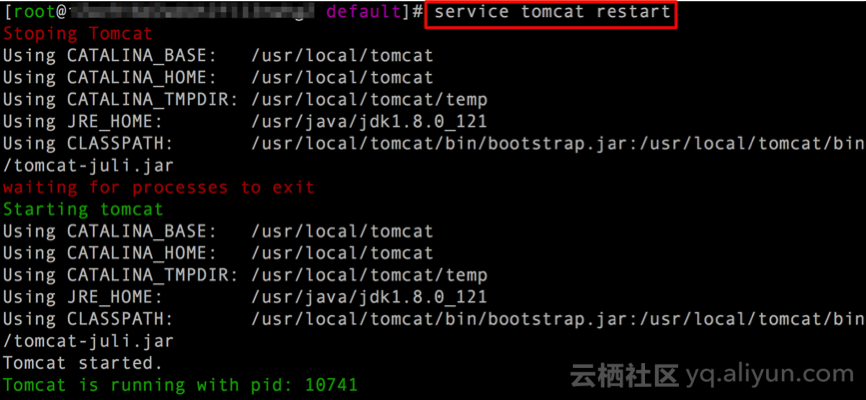 [root@ default]# service tomcat restart
Stoping Tomcat
Using CATALINA_BASE:   /usr/local/tomcat
Using CATALINA_HOME:   /usr/local/tomcat
Using CATALINA_TMPDIR: /usr/local/tomcat/temp
Using JRE_HOME:        /usr/java/jdk1.8.0_121
Using CLASSPATH:       /usr/local/tomcat/bin/bootstrap.jar:/usr/local/tomcat/bin
/tomcat-juli.jar
waiting for processes to exit
Starting tomcat
Using CATALINA_BASE:   /usr/local/tomcat
Using CATALINA_HOME:   /usr/local/tomcat
Using CATALINA_TMPDIR: /usr/local/tomcat/temp
Using JRE_HOME:        /usr/java/jdk1.8.0_121
Using CLASSPATH:       /usr/local/tomcat/bin/bootstrap.jar:/usr/local/tomcat/bin
/tomcat-juli.jar
Tomcat started.
Tomcat is running with pid: 10741
云栖社区 yq.aliyun.com